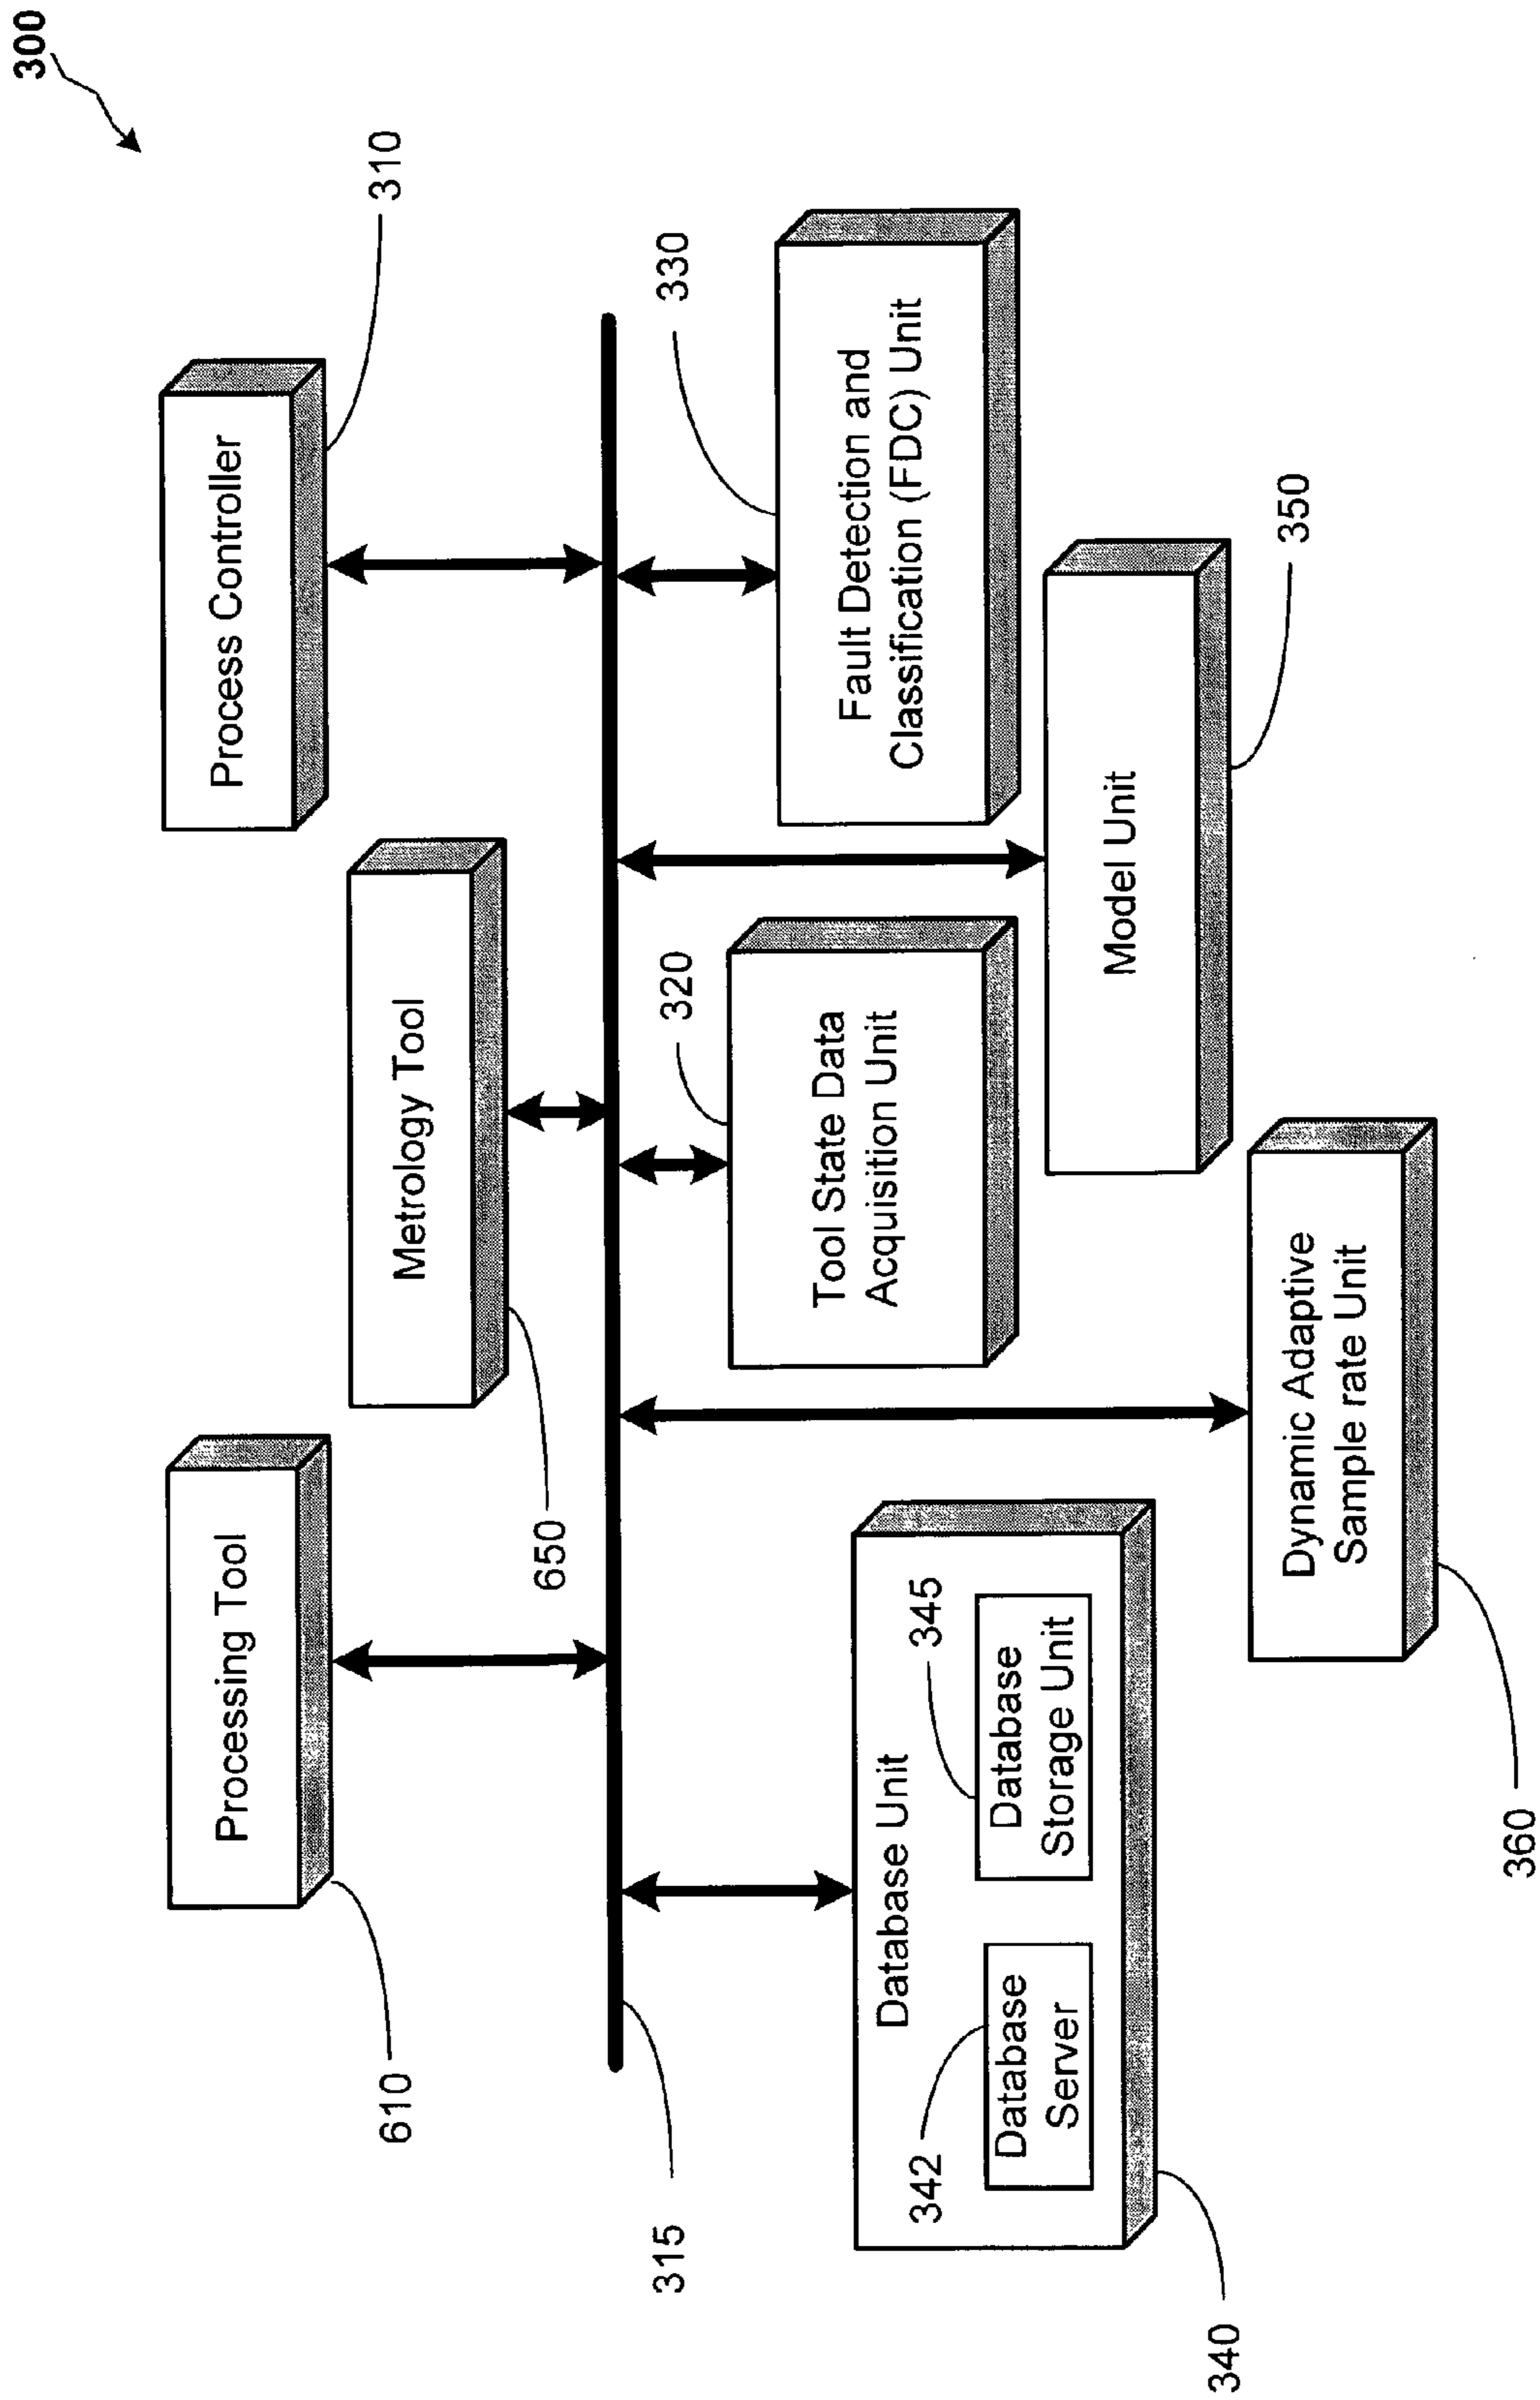 300
Processing Tool
610
Metrology Tool
650
Process Controller
310
315
Database Unit
342
Database
Server
345
Database
Storage Unit
340
320
Tool State Data
Acquisition Unit
330
Fault Detection and
Classification (FDC) Unit
Model Unit
350
Dynamic Adaptive
Sample rate Unit
360